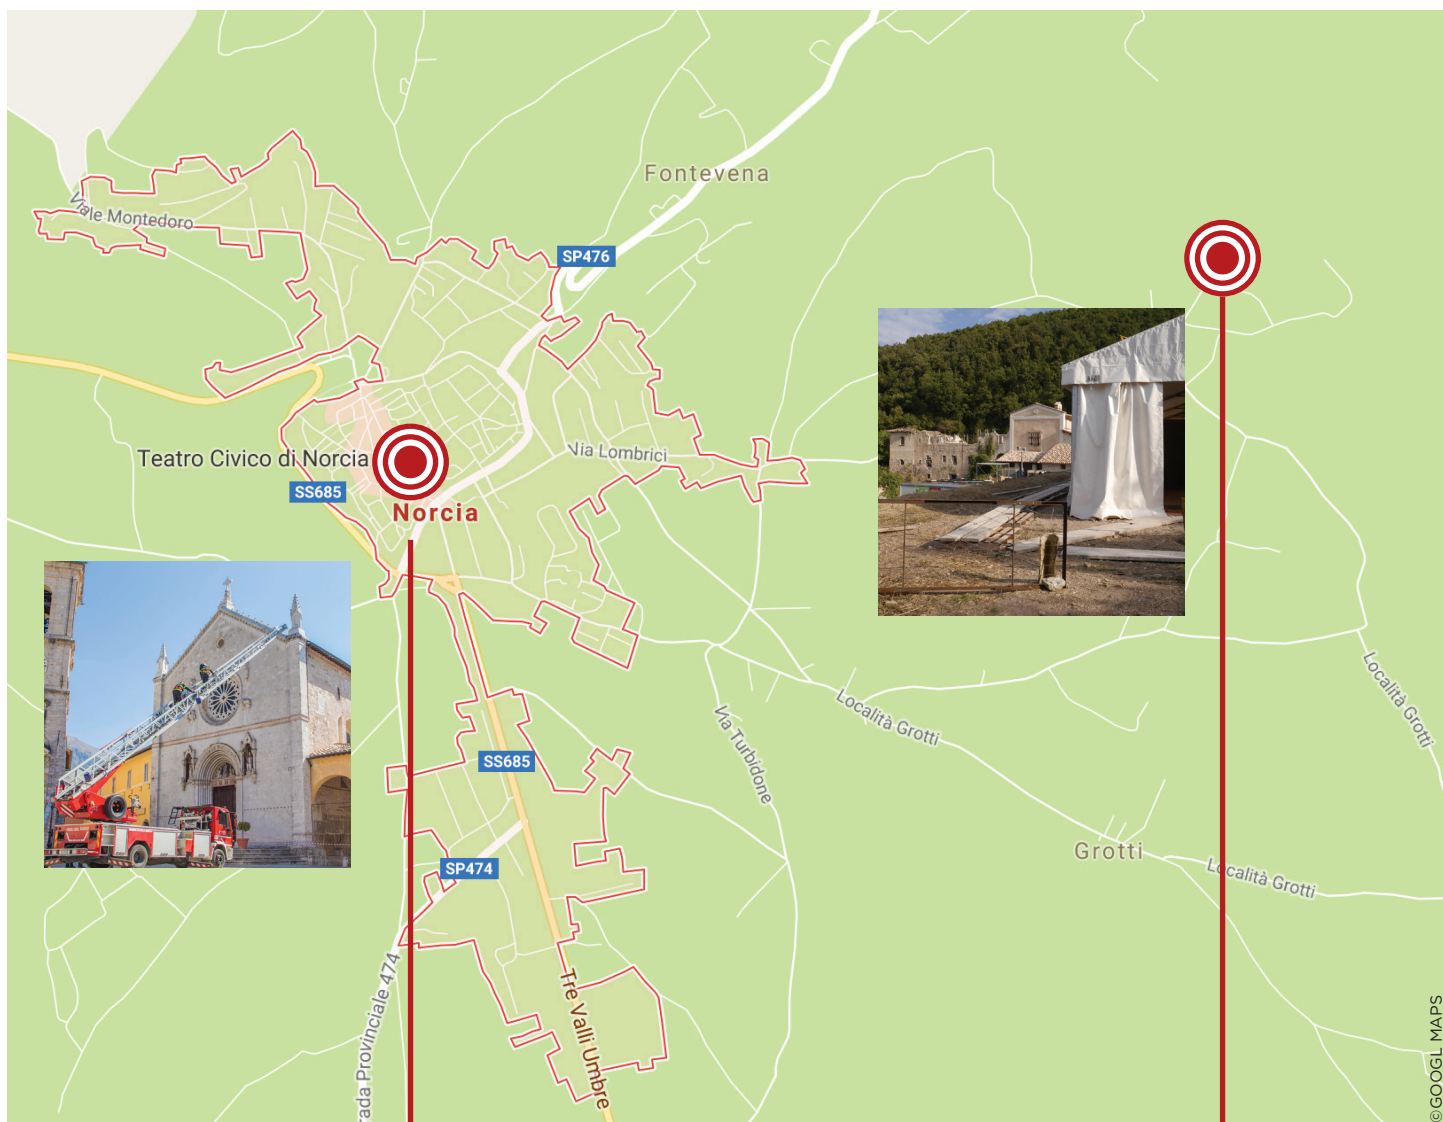 Fontevena
Viale Montedoro
SP476
Teatro Civico di Norcia
Via Lombrici
SS685
Norcia
Località Grotti
Località Grotti
Via Turbidone
SS685
Grotti
SP474
Località Grotti
rada Provinciale 474
Tre Valli Umbre
©GOOGL MAPS